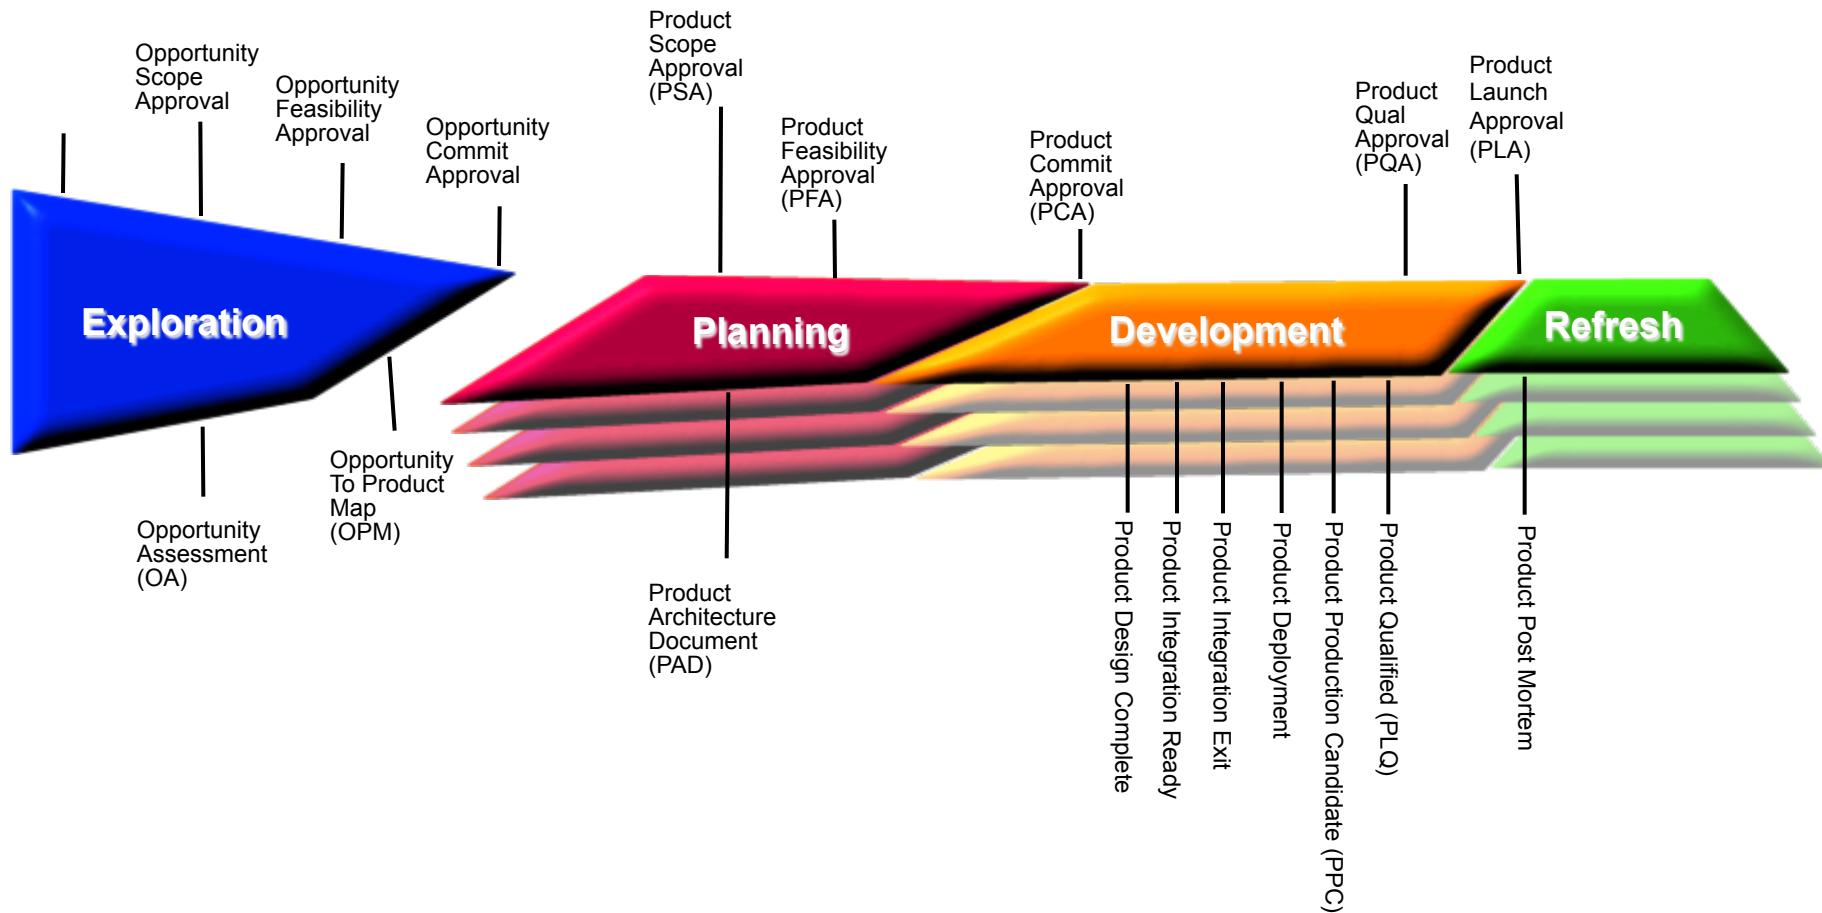 Opportunity
Scope
Approval
Opportunity
Feasibility
Approval
Opportunity
Commit
Approval
Product
Scope
Approval
(PSA)
Product
Feasibility
Approval
(PFA)
Product
Commit
Approval
(PCA)
Product
Qual
Approval
(PQA)
Product
Launch
Approval
(PLA)
Exploration
Planning
Development
Refresh
Opportunity
Assessment
(OA)
Opportunity
To Product
Map
(OPM)
Product
Architecture
Document
(PAD)
Product Design Complete
Product Integration Ready
Product Integration Exit
Product Deployment
Product Production Candidate (PPC)
Product Qualified (PLQ)
Product Post Mortem